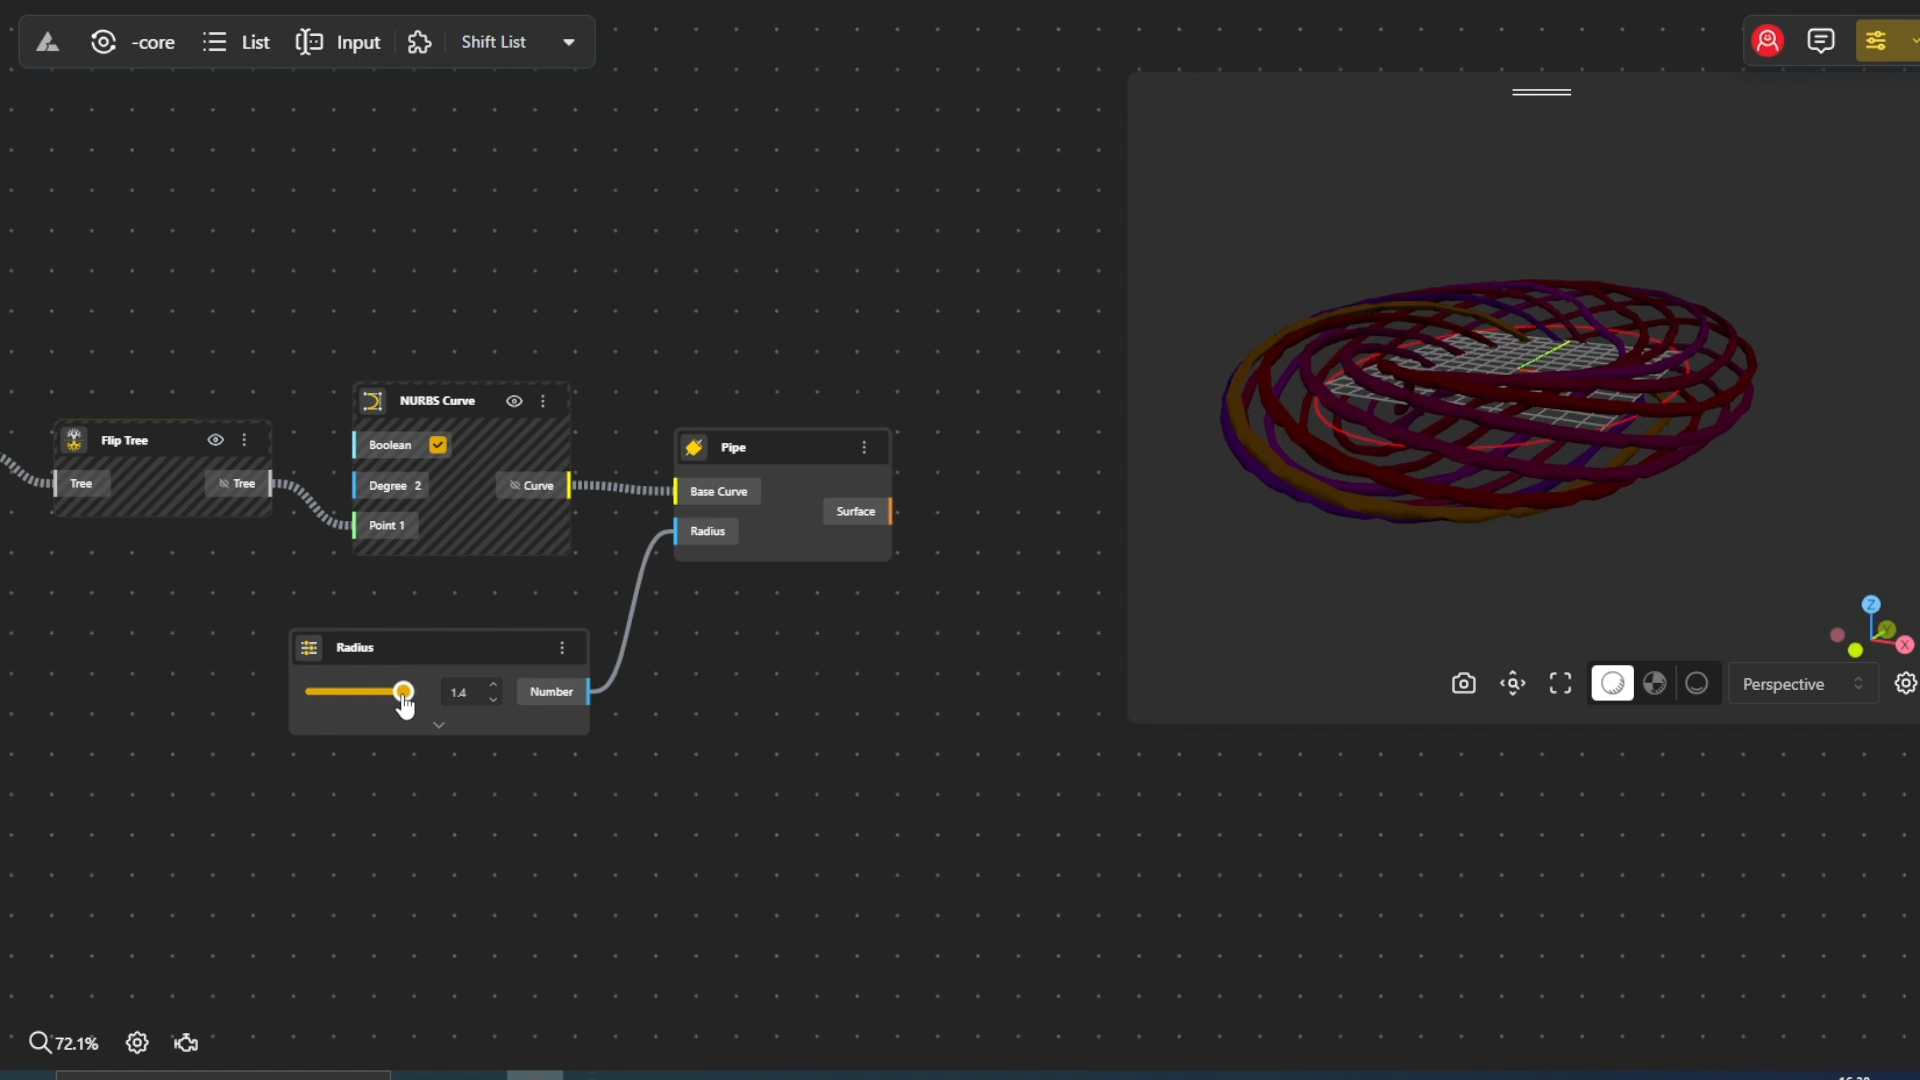 -core List Input Shift List
NURBS Curve
Flip Tree
Boolean
Pipe
Tree Tree
Degree 2 Curve
Base Curve
Surface
Point 1
Radius
Radius
1.4 Number
Z
Y
X
Perspective
72.1%